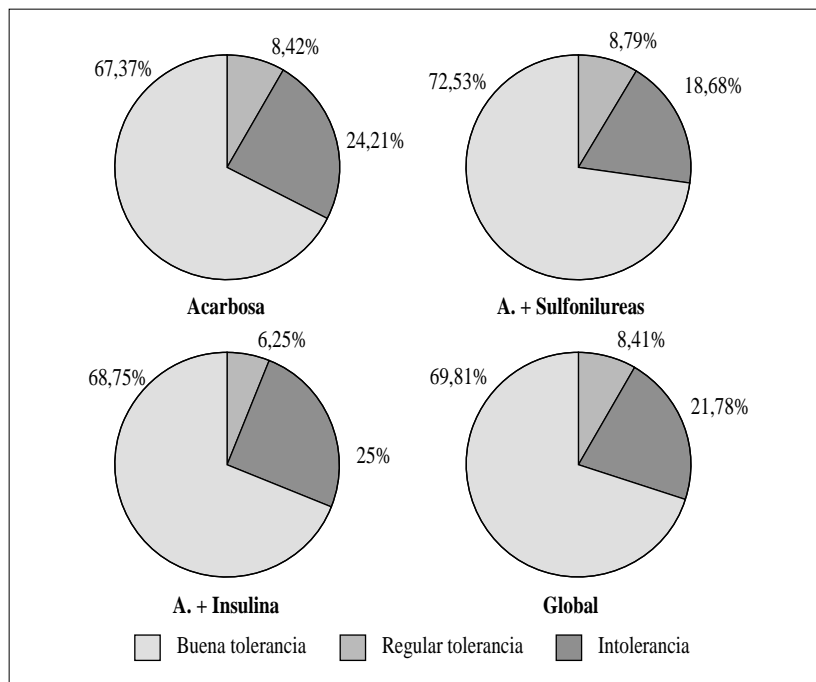 67,37%
8,42%
24,21%
Acarbosa
72,53%
8,79%
18,68%
A. + Sulfonilureas
68,75%
6,25%
25%
A. + Insulina
69,81%
8,41%
21,78%
Global
Buena tolerancia
Regular tolerancia
Intolerancia